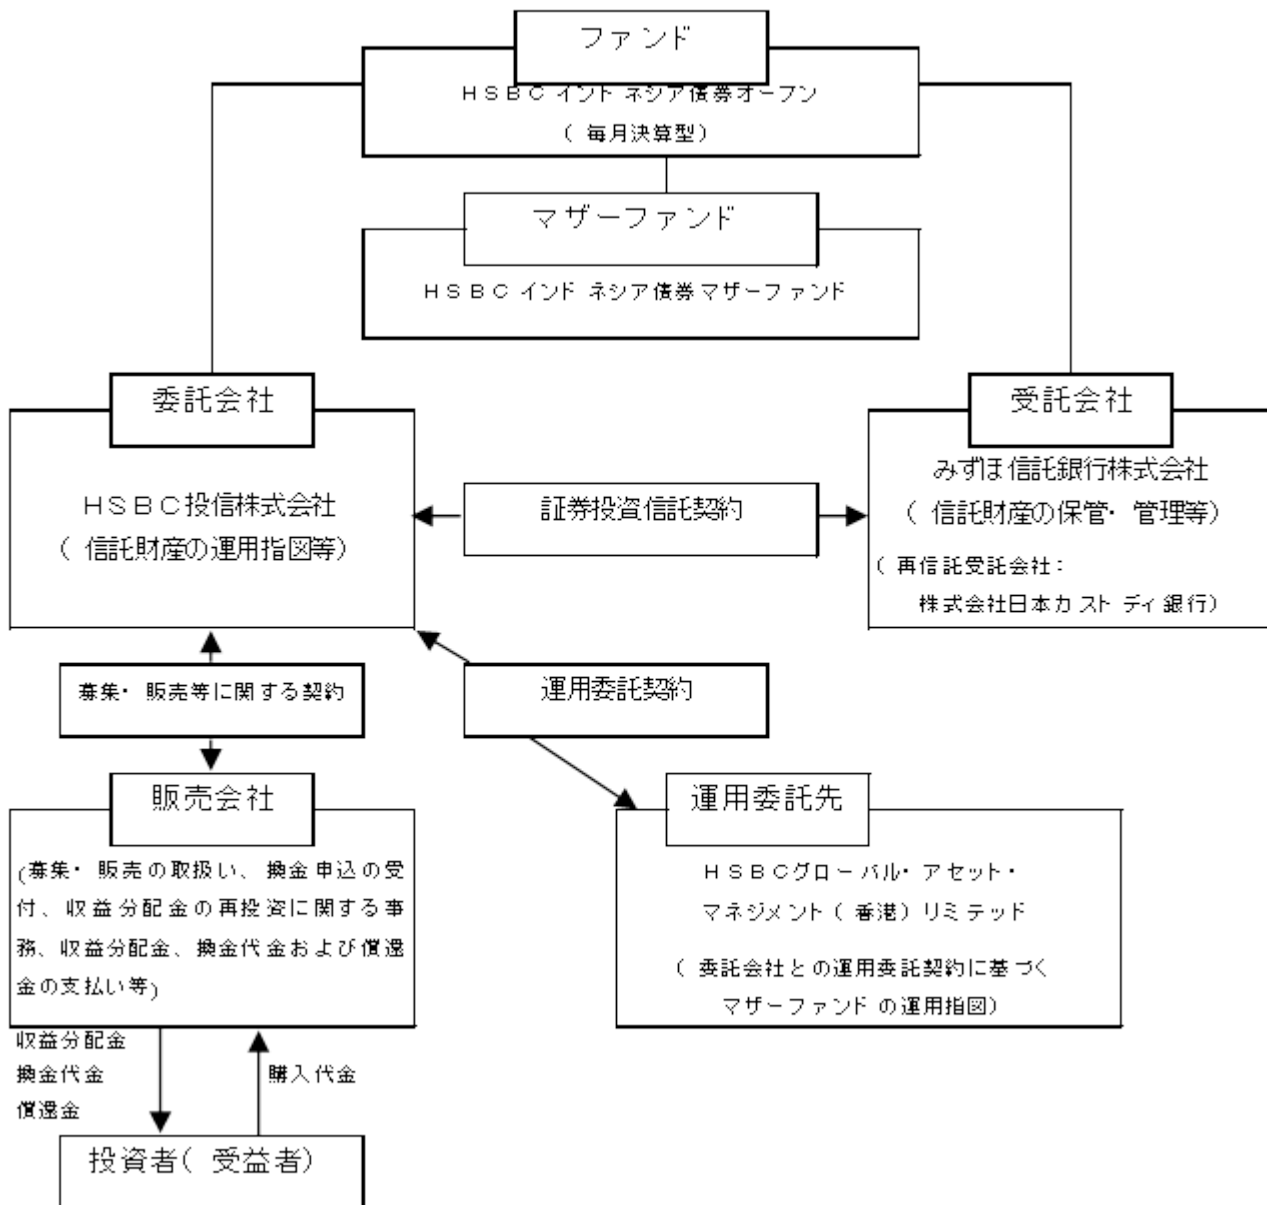 ファンド
HSBCインドネシア債券オープン
（毎月決算型）
マザーファンド
HSBCインドネシア債券マザーファンド
委託会社
HSBC投信株式会社
（信託財産の運用指図等）
証券投資信託契約
受託会社
みずほ信託銀行株式会社
（信託財産の保管・管理等）
（再信託受託会社：
株式会社日本カストディ銀行）
募集・販売等に関する契約
運用委託契約
販売会社
(募集・販売の取扱い、換金申込の受
付、収益分配金の再投資に関する事
務、収益分配金、換金代金および償還
金の支払い等)
運用委託先
HSBCグローバル・アセット・
マネジメント（香港）リミテッド
（委託会社との運用委託契約に基づく
マザーファンドの運用指図）
収益分配金
換金代金
償還金
購入代金
投資者(受益者)